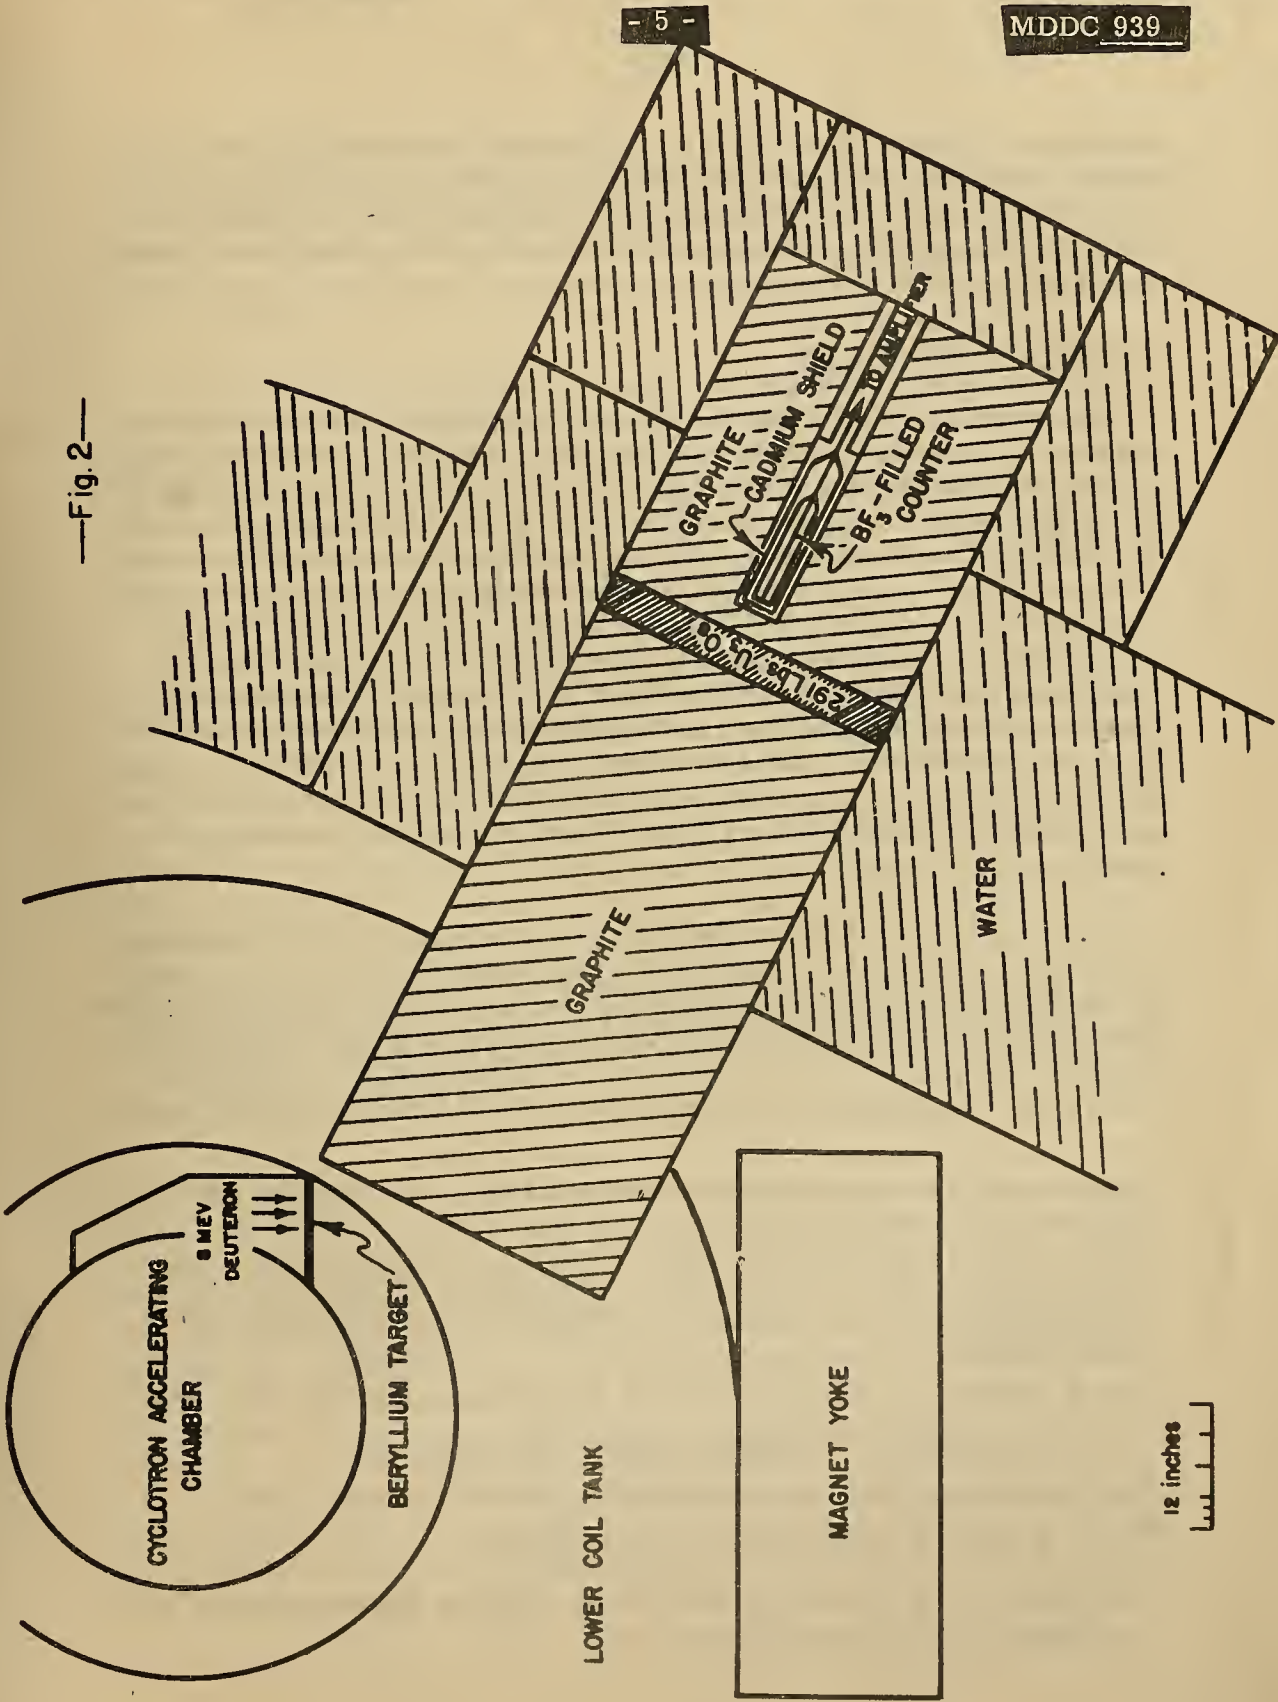 - 5 -
MDDC 939
—Fig. 2—
CYCLOTRON ACCELERATING
CHAMBER
8 MEV
DEUTERON
BERYLLIUM TARGET
LOWER COIL TANK
MAGNET YOKE
12 inches
GRAPHITE
291 Lbs U₃O₈
GRAPHITE
CADMIUM SHIELD
TO AMPLIFIER
BF₃-FILLED
COUNTER
WATER